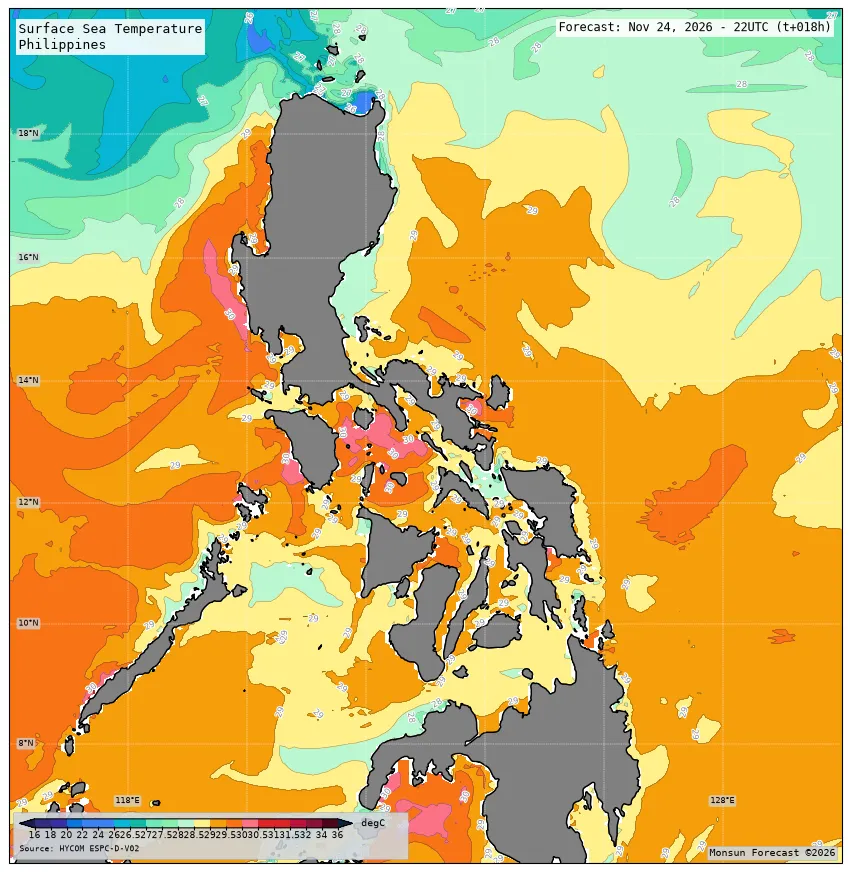 Surface Sea Temperature
Philippines
Forecast: Nov 24, 2026 - 22UTC (t+018h)
18°N
16°N
14°N
12°N
10°N
8°N
118°E
128°E
16 18 20 22 24 26 26.5 27 27.5 28 28.5 29 29.5 30 30.5 31 31.5 32 34 36
degC
Source: HYCOM ESPC-D-V02
Monsun Forecast ©2026